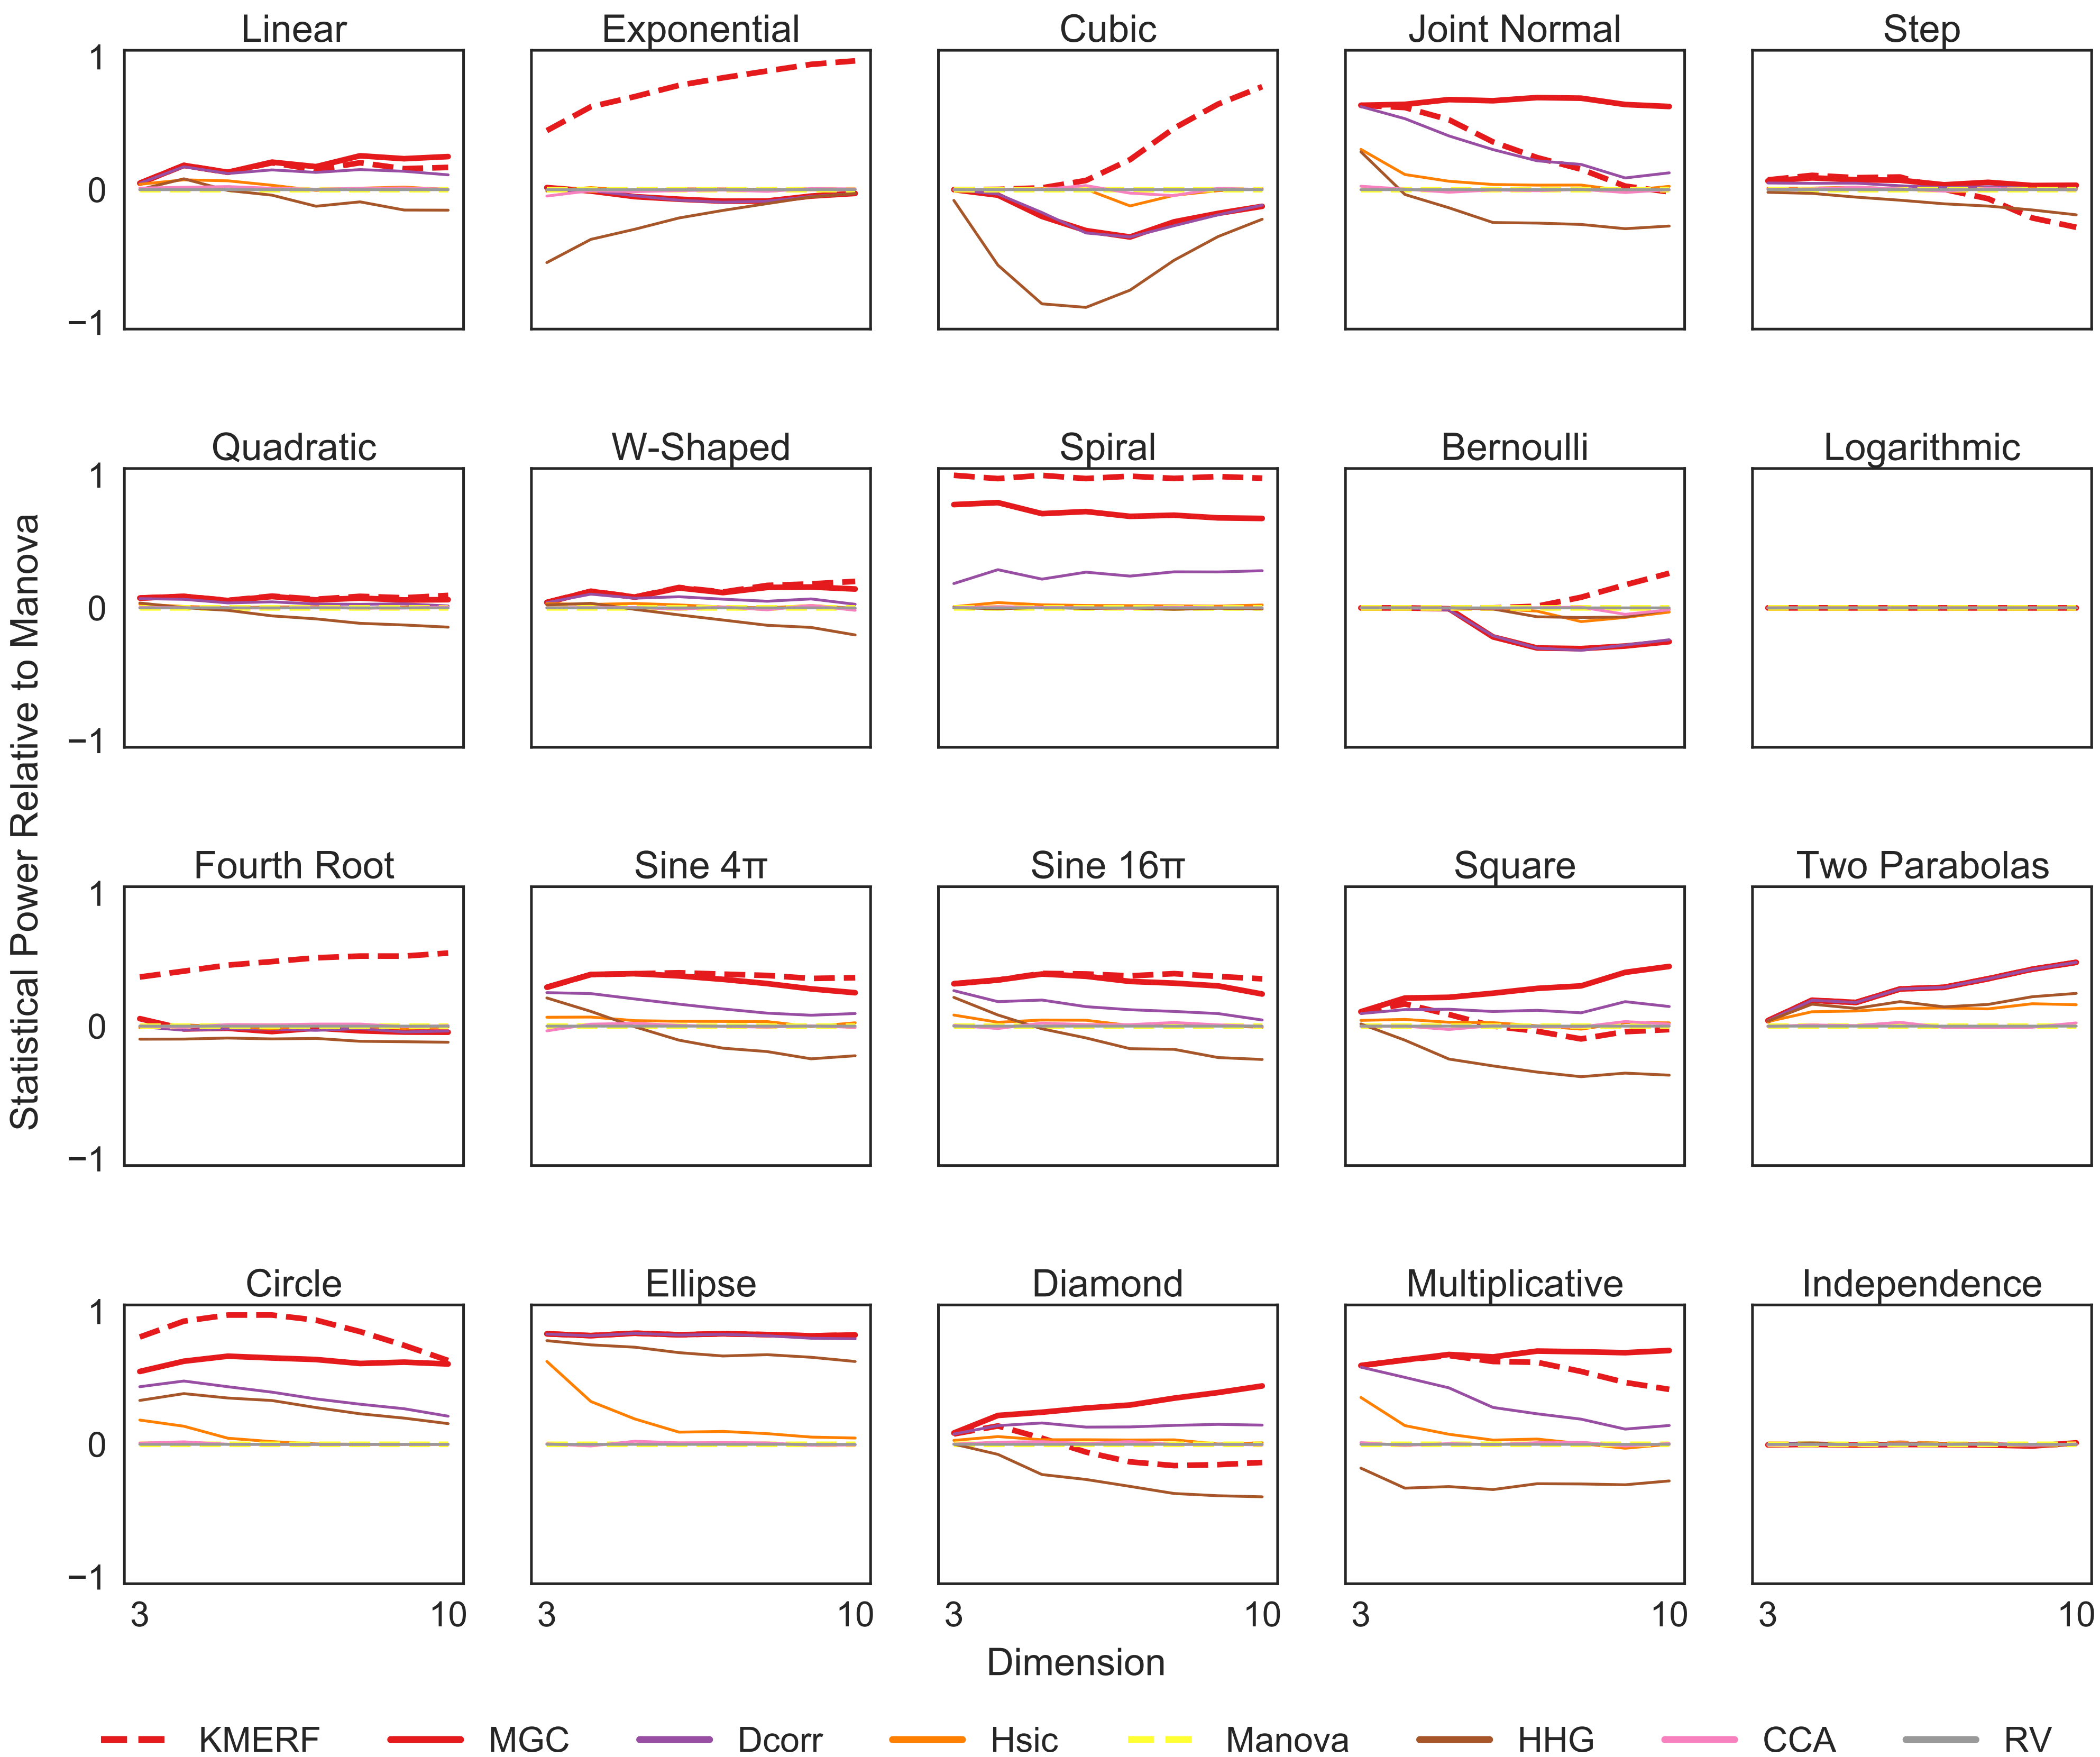 Linear Exponential Cubic Joint Normal Step
1
0
−1
Quadratic W-Shaped Spiral Bernoulli Logarithmic
1
0
−1
Statistical Power Relative to Manova
Fourth Root Sine 4π Sine 16π Square Two Parabolas
1
0
−1
Circle Ellipse Diamond Multiplicative Independence
1
0
−1
3 10 3 10 3 10 3 10 3 10
Dimension
KMERF MGC Dcorr Hsic Manova HHG CCA RV